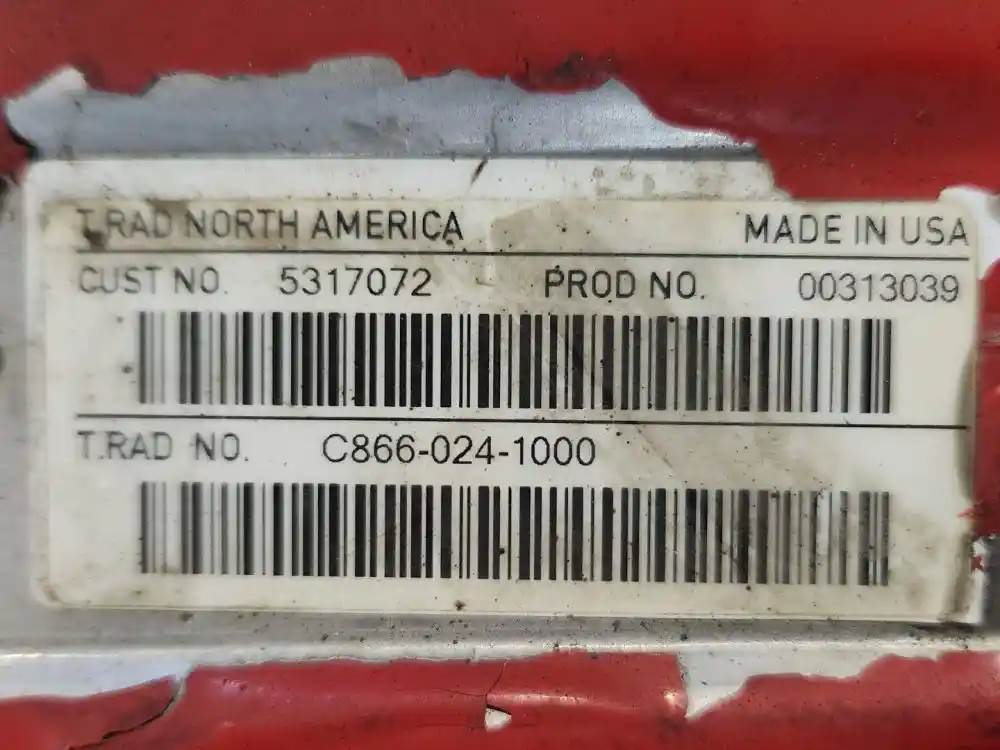 T.RAD NORTH AMERICA MADE IN USA
CUST NO. 5317072 PROD NO. 00313039
T.RAD NO. C866-024-1000